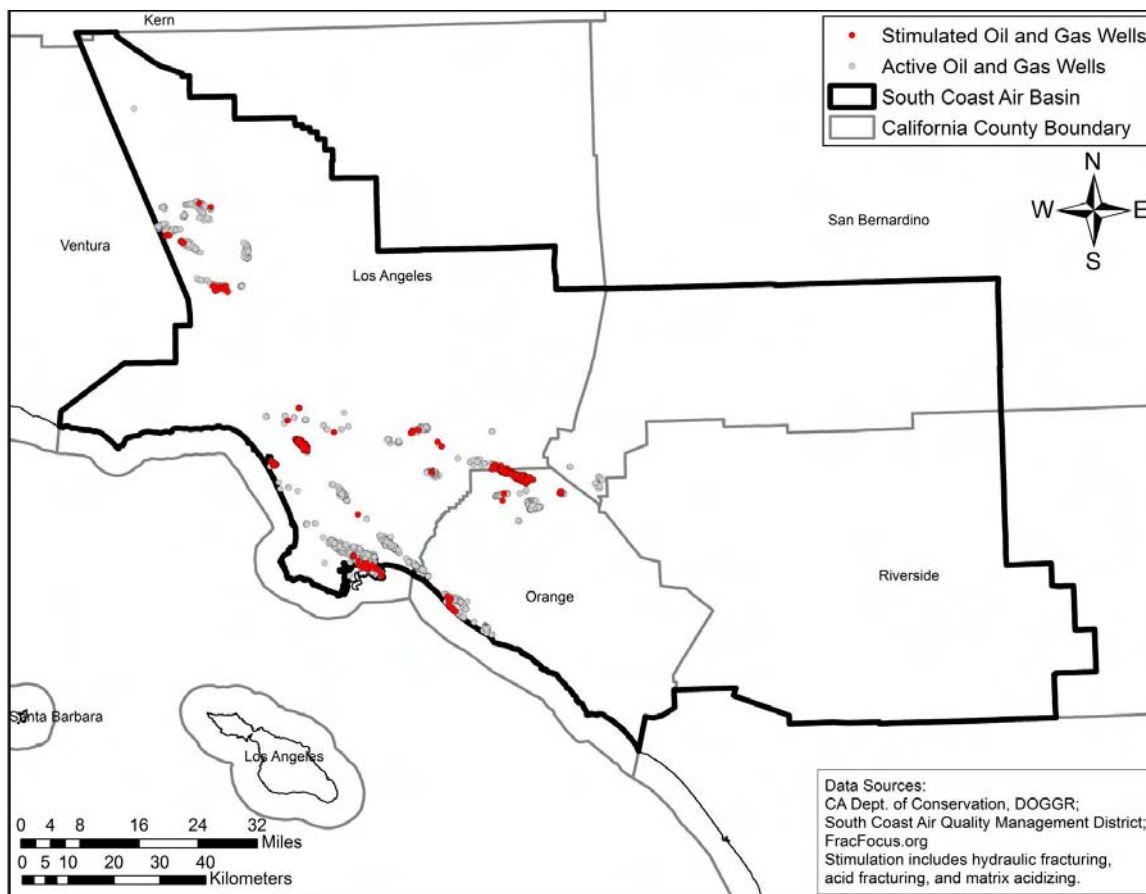 Kern
Stimulated Oil and Gas Wells
Active Oil and Gas Wells
South Coast Air Basin
California County Boundary
N
W E
S
San Bernardino
Ventura
Los Angeles
Riverside
Orange
Santa Barbara
Los Angeles
Data Sources:
CA Dept. of Conservation, DOGGR;
South Coast Air Quality Management District;
FracFocus.org
Stimulation includes hydraulic fracturing,
acid fracturing, and matrix acidizing.
0 4 8 16 24 32
Miles
0 5 10 20 30 40
Kilometers